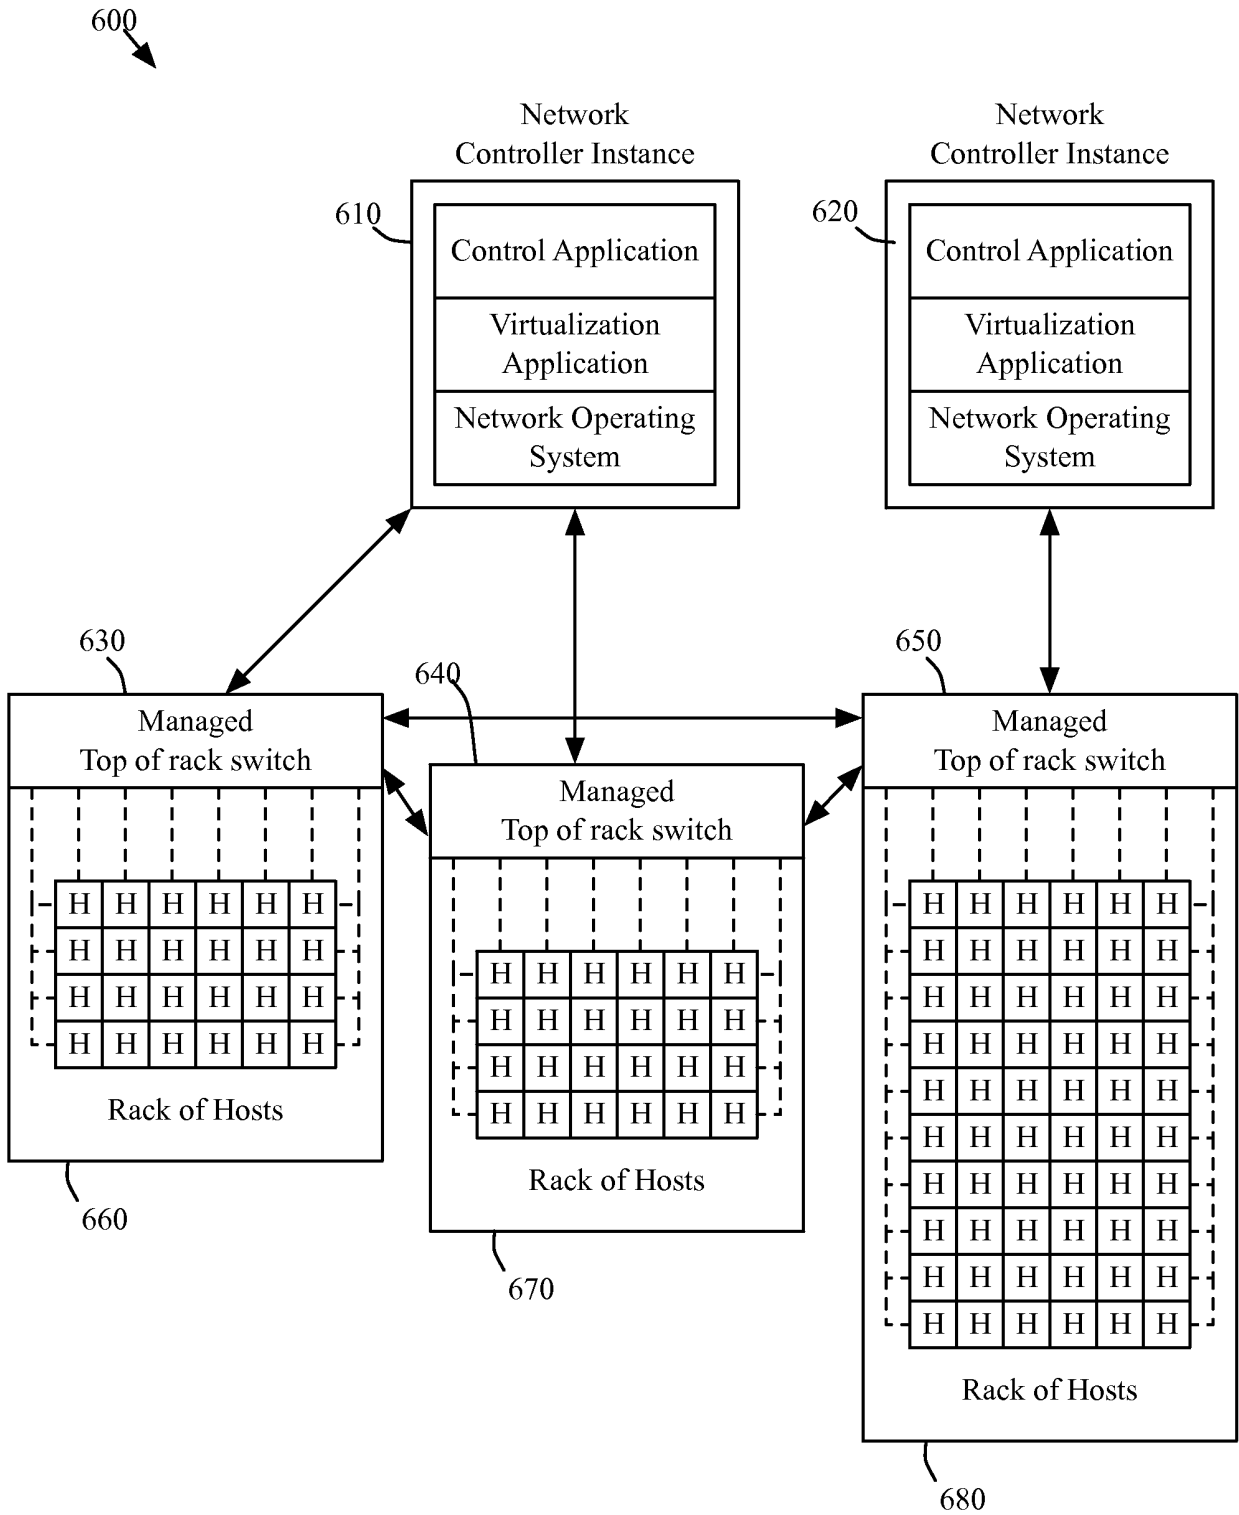 600
Network
Controller Instance
Network
Controller Instance
610
620
Control Application
Virtualization
Application
Network Operating
System
Control Application
Virtualization
Application
Network Operating
System
630
640
650
Managed
Top of rack switch
Managed
Top of rack switch
Managed
Top of rack switch
H H H H H H
H H H H H H
H H H H H H
H H H H H H
Rack of Hosts
660
H H H H H H
H H H H H H
H H H H H H
H H H H H H
Rack of Hosts
670
H H H H H H
H H H H H H
H H H H H H
H H H H H H
H H H H H H
H H H H H H
H H H H H H
H H H H H H
H H H H H H
H H H H H H
Rack of Hosts
680